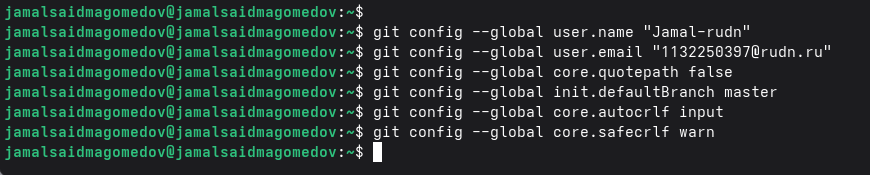 jamalsaidmagomedov@jamalsaidmagomedov:~$
jamalsaidmagomedov@jamalsaidmagomedov:~$ git config --global user.name "Jamal-rudn"
jamalsaidmagomedov@jamalsaidmagomedov:~$ git config --global user.email "1132250397@rudn.ru"
jamalsaidmagomedov@jamalsaidmagomedov:~$ git config --global core.quotepath false
jamalsaidmagomedov@jamalsaidmagomedov:~$ git config --global init.defaultBranch master
jamalsaidmagomedov@jamalsaidmagomedov:~$ git config --global core.autocrlf input
jamalsaidmagomedov@jamalsaidmagomedov:~$ git config --global core.safecrlf warn
jamalsaidmagomedov@jamalsaidmagomedov:~$